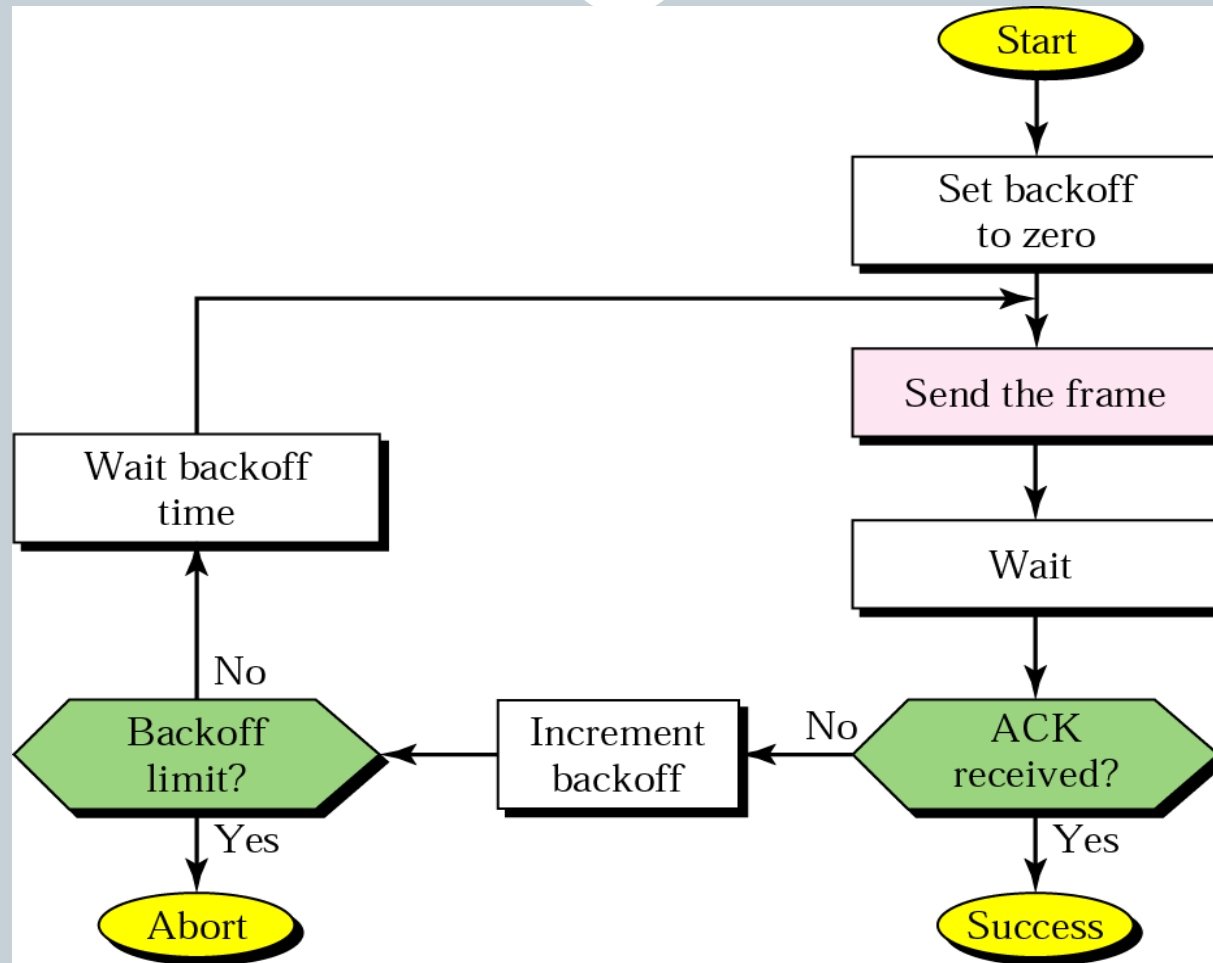 Start
Set backoff
to zero
Send the frame
Wait
ACK
received?
No
Increment
backoff
Backoff
limit?
No
Wait backoff
time
Yes
Abort
Yes
Success